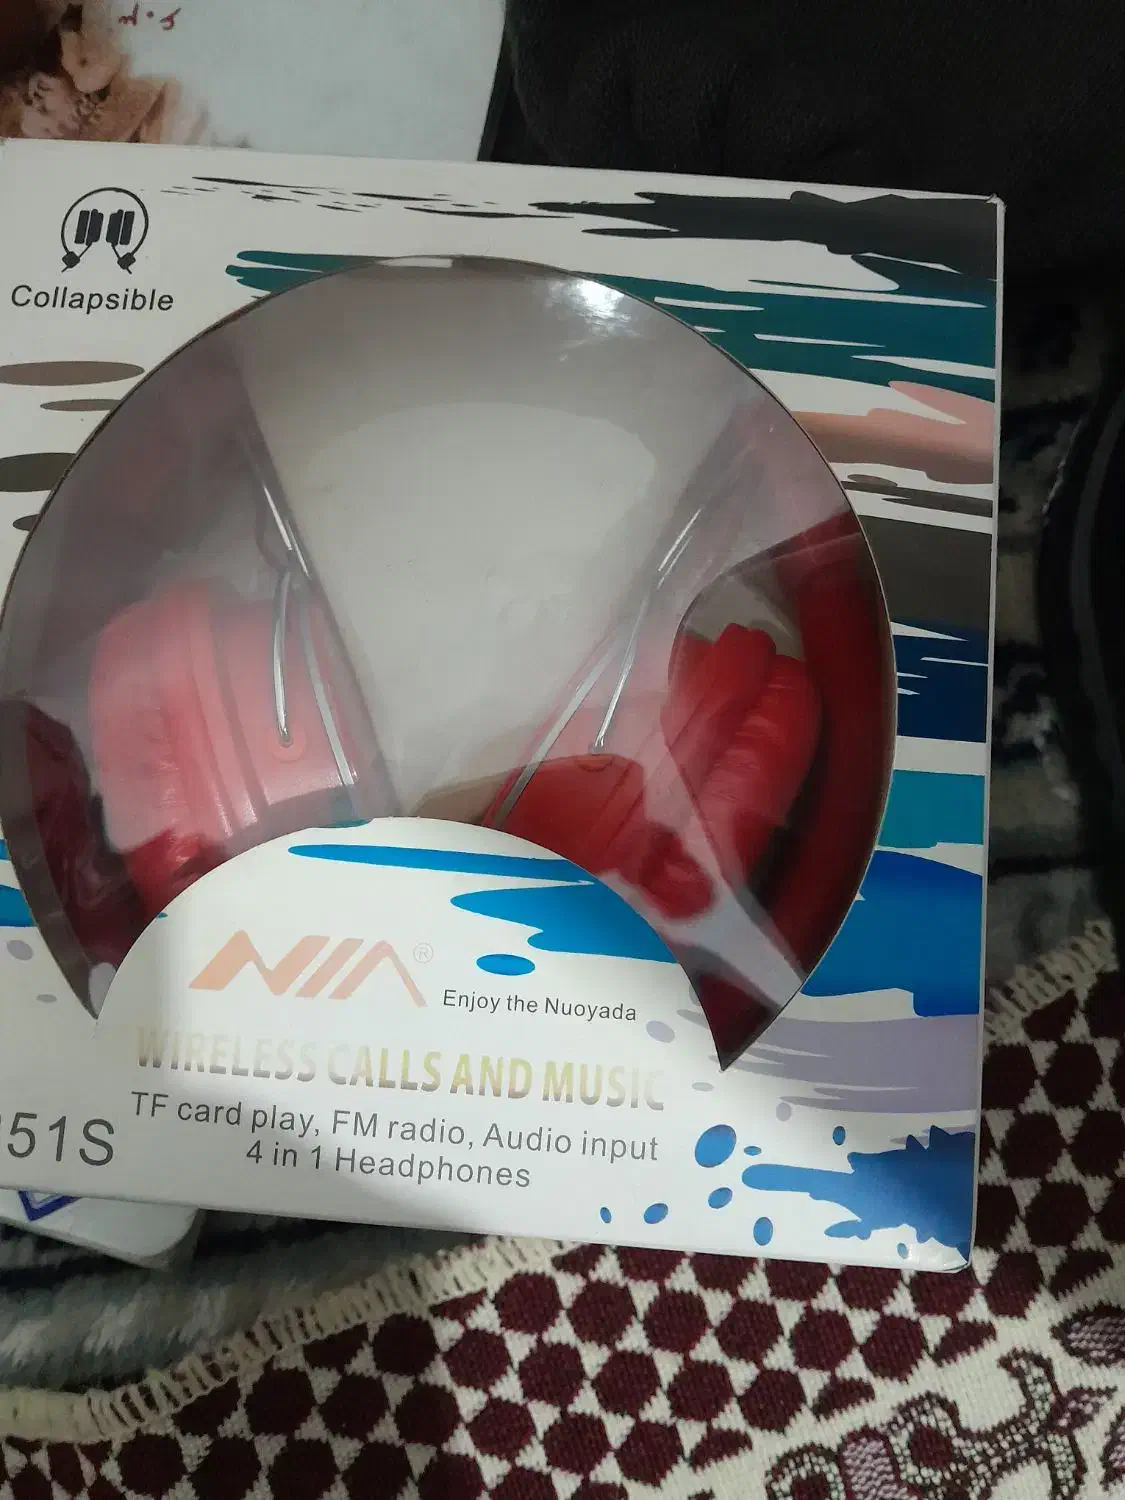 Collapsible
NIA®
Enjoy the Nuoyada
WIRELESS CALLS AND MUSIC
TF card play, FM radio, Audio input
4 in 1 Headphones
51S